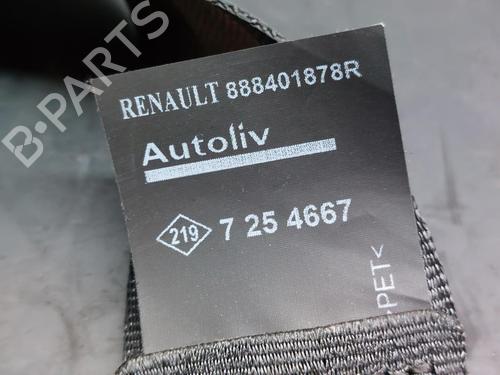 RENAULT 888401878R
Autoliv
219 7 25 4667
PET<
B-PARTS